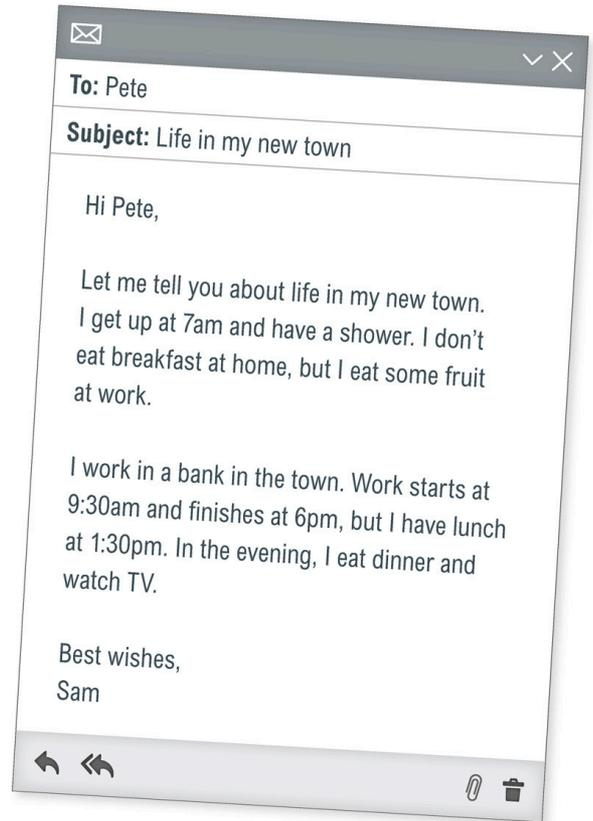 To: Pete
Subject: Life in my new town
Hi Pete,
Let me tell you about life in my new town.
I get up at 7am and have a shower. I don’t
eat breakfast at home, but I eat some fruit
at work.
I work in a bank in the town. Work starts at
9:30am and finishes at 6pm, but I have lunch
at 1:30pm. In the evening, I eat dinner and
watch TV.
Best wishes,
Sam